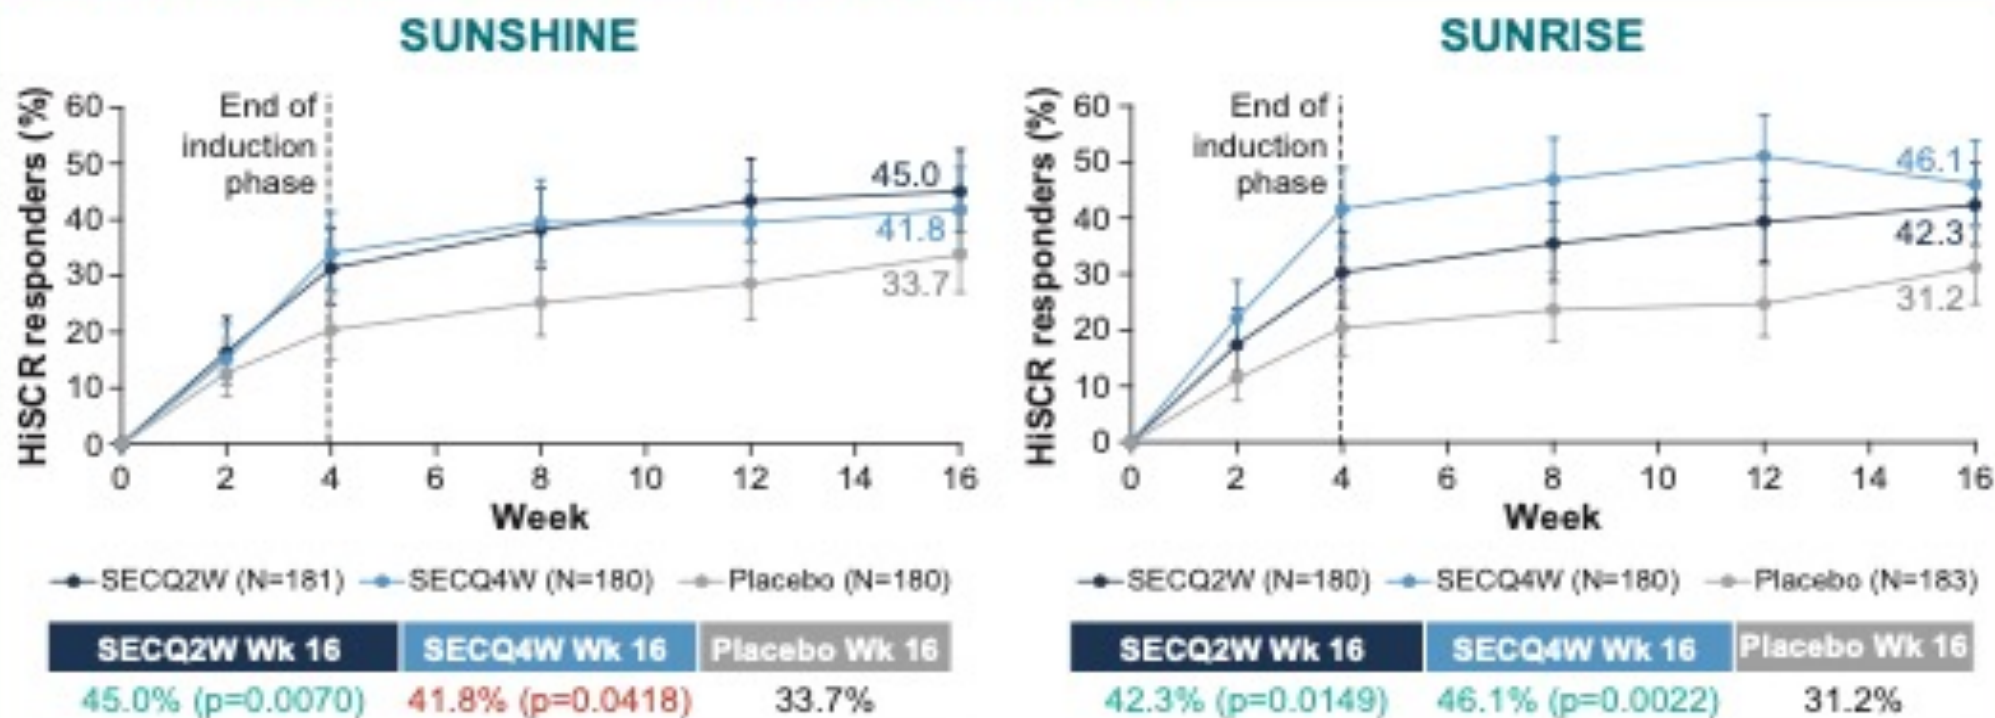 SUNSHINE
HiSCR responders (%)
60
50
40
30
20
10
0
End of
induction
phase
45.0
41.8
33.7
0 2 4 6 8 10 12 14 16
Week
SECQ2W (N=181) SECQ4W (N=180) Placebo (N=180)
SECQ2W Wk 16 SECQ4W Wk 16 Placebo Wk 16
45.0% (p=0.0070) 41.8% (p=0.0418) 33.7%
SUNRISE
HiSCR responders (%)
60
50
40
30
20
10
0
End of
induction
phase
46.1
42.3
31.2
0 2 4 6 8 10 12 14 16
Week
SECQ2W (N=180) SECQ4W (N=180) Placebo (N=183)
SECQ2W Wk 16 SECQ4W Wk 16 Placebo Wk 16
42.3% (p=0.0149) 46.1% (p=0.0022) 31.2%